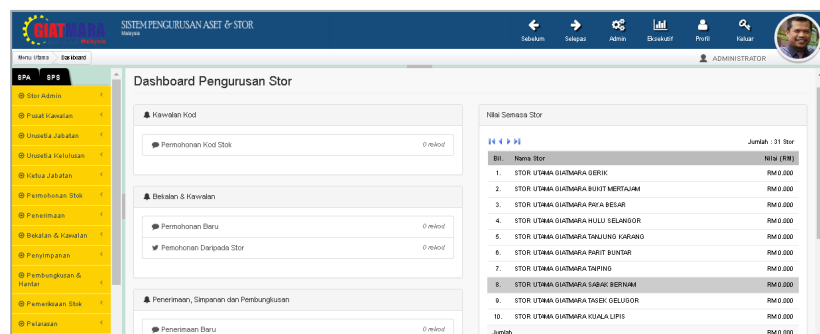 GIATMARA
Malaysia
SISTEM PENGURUSAN ASET & STOR
Malaysia
Sebelum
Selepas
Admin
Eksekutif
Profil
Keluar
Menu Utama
Dashboard
ADMINISTRATOR
SPA
SPS
Stor Admin
Pusat Kawalan
Urusetia Jabatan
Urusetia Kelulusan
Ketua Jabatan
Permohonan Stok
Penerimaan
Bekalan & Kawalan
Penyimpanan
Pembungkusan &
Hantar
Pemeriksaan Stok
Pelarasan
Dashboard Pengurusan Stor
Kawalan Kod
Permohonan Kod Stok 0 rekod
Bekalan & Kawalan
Permohonan Baru 0 rekod
Pemohonan Daripada Stor 0 rekod
Penerimaan, Simpanan dan Pembungkusan
Penerimaan Baru 0 rekod
Nilai Semasa Stor
Jumlah : 31 Stor
Bil. Nama Stor Nilai (RM)
1. STOR UTAMA GIATMARA GERIK RM 0.000
2. STOR UTAMA GIATMARA BUKIT MERTAJAM RM 0.000
3. STOR UTAMA GIATMARA PAYA BESAR RM 0.000
4. STOR UTAMA GIATMARA HULU SELANGOR RM 0.000
5. STOR UTAMA GIATMARA TANJUNG KARANG RM 0.000
6. STOR UTAMA GIATMARA PARIT BUNTAR RM 0.000
7. STOR UTAMA GIATMARA TAIPING RM 0.000
8. STOR UTAMA GIATMARA SABAK BERNAM RM 0.000
9. STOR UTAMA GIATMARA TASEK GELUGOR RM 0.000
10. STOR UTAMA GIATMARA KUALA LIPIS RM 0.000
Jumlah RM 0.000